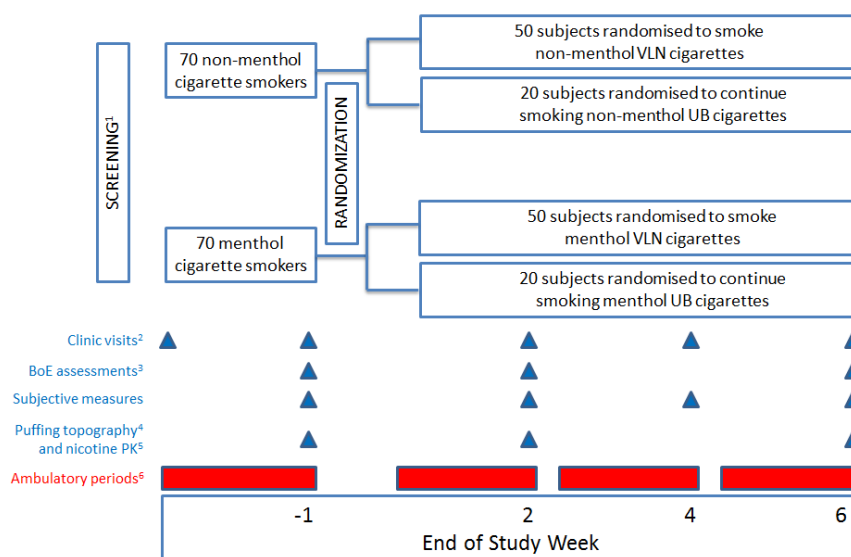 SCREENING¹
70 non-menthol
cigarette smokers
RANDOMIZATION
50 subjects randomised to smoke
non-menthol VLN cigarettes
20 subjects randomised to continue
smoking non-menthol UB cigarettes
70 menthol
cigarette smokers
50 subjects randomised to smoke
menthol VLN cigarettes
20 subjects randomised to continue
smoking menthol UB cigarettes
Clinic visits²
BoE assessments³
Subjective measures
Puffing topography⁴
and nicotine PK⁵
Ambulatory periods⁶
-1 2 4 6
End of Study Week